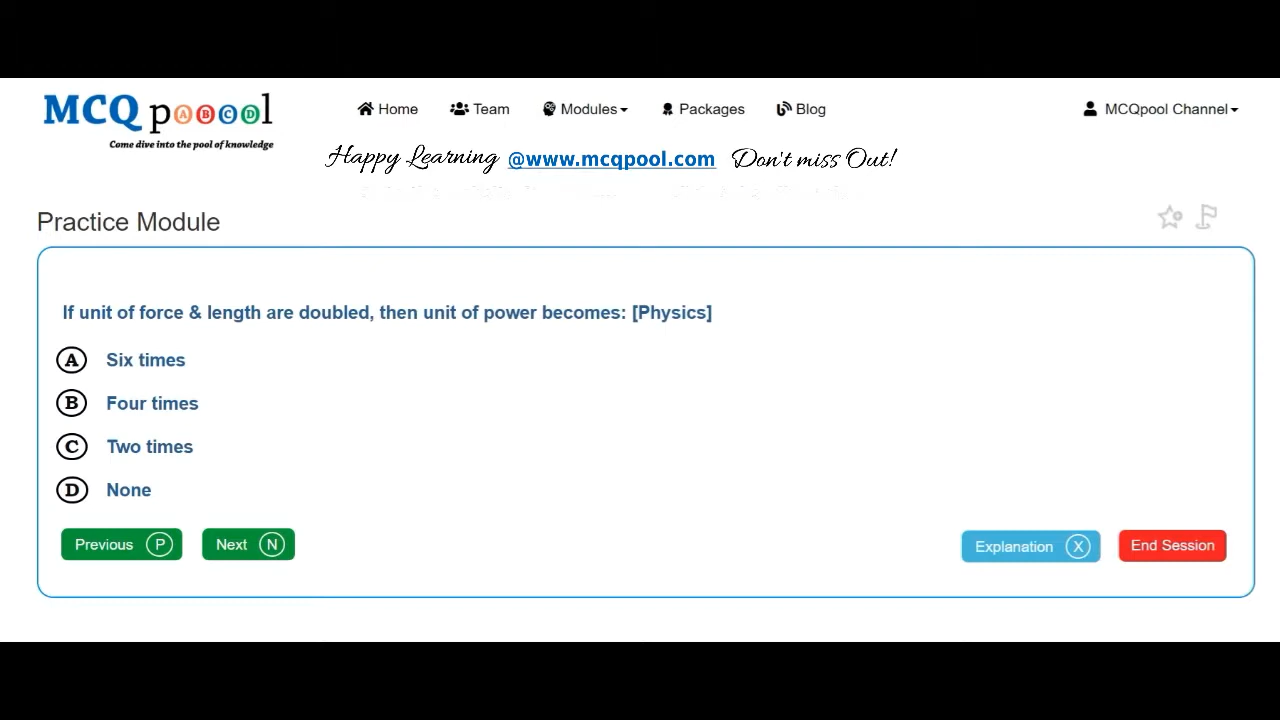 MCQ pooool
Come dive into the pool of knowledge
Home Team Modules Packages Blog MCQpool Channel
Happy Learning @www.mcqpool.com Don't miss Out!
Practice Module
If unit of force & length are doubled, then unit of power becomes: [Physics]
A Six times
B Four times
C Two times
D None
Previous P Next N Explanation X End Session